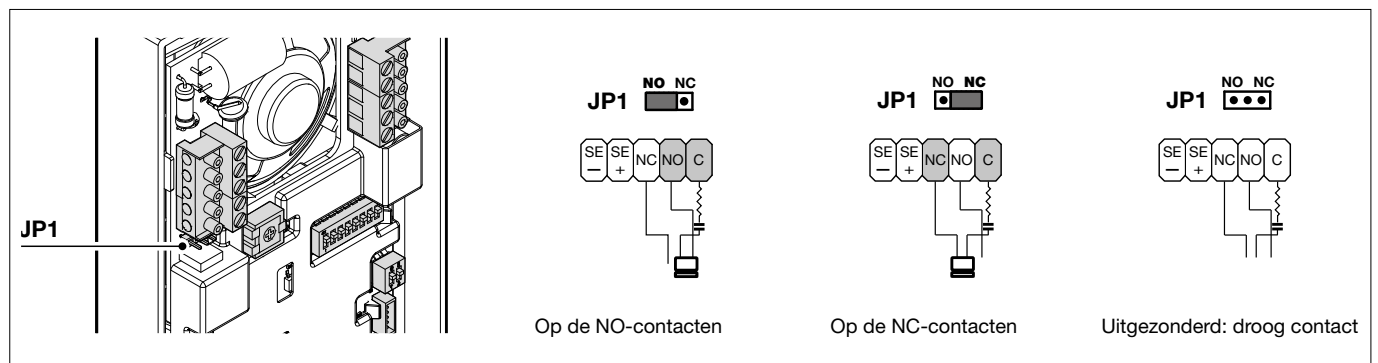 JP1
NO NC
JP1
SE − SE + NC NO C
Op de NO-contacten
NO NC
JP1
SE − SE + NC NO C
Op de NC-contacten
NO NC
JP1
SE − SE + NC NO C
Uitgezonderd: droog contact